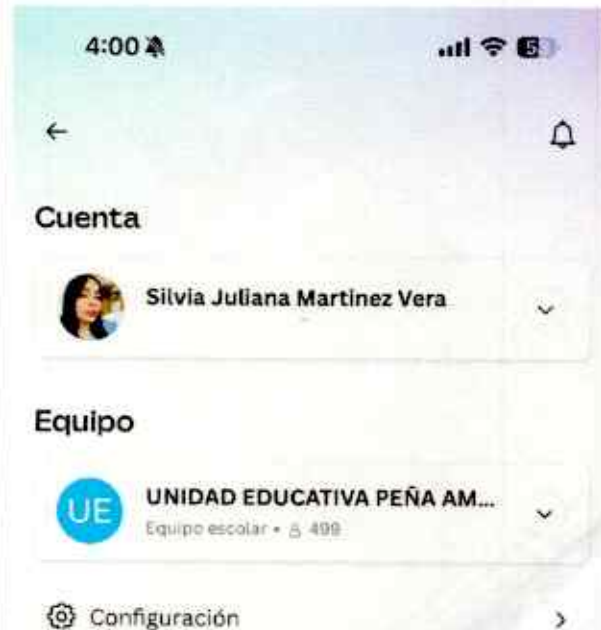 4:00
Cuenta
Silvia Juliana Martinez Vera
Equipo
UE
UNIDAD EDUCATIVA PEÑA AM...
Equipo escolar • 499
Configuración